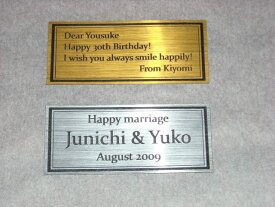 Dear Yousuke
Happy 30th Birthday!
I wish you always smile happily!
From Kiyomi
Happy marriage
Junichi & Yuko
August 2009